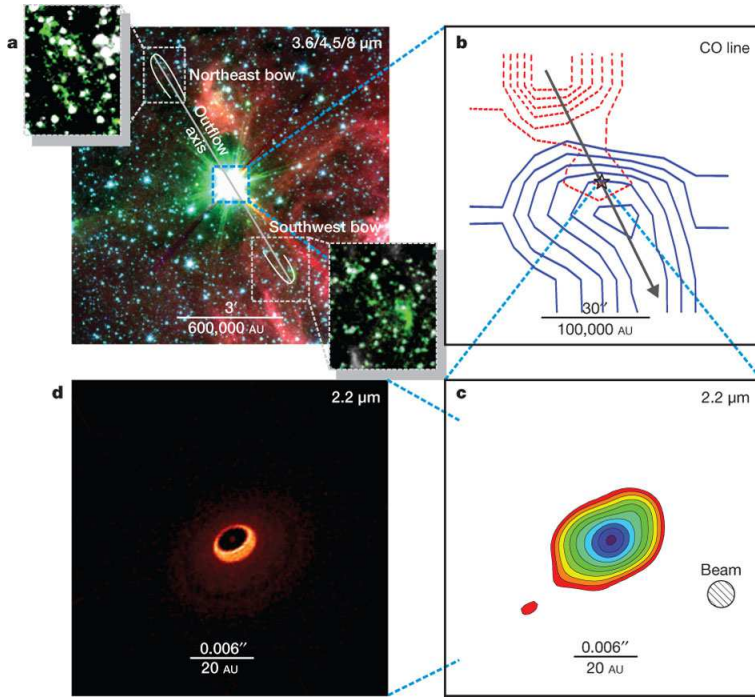 a
3.6/4.5/8 μm
Northeast bow
Outflow
axis
Southwest bow
3′
600,000 AU
b
CO line
30″
100,000 AU
d
2.2 μm
0.006″
20 AU
c
2.2 μm
Beam
0.006″
20 AU